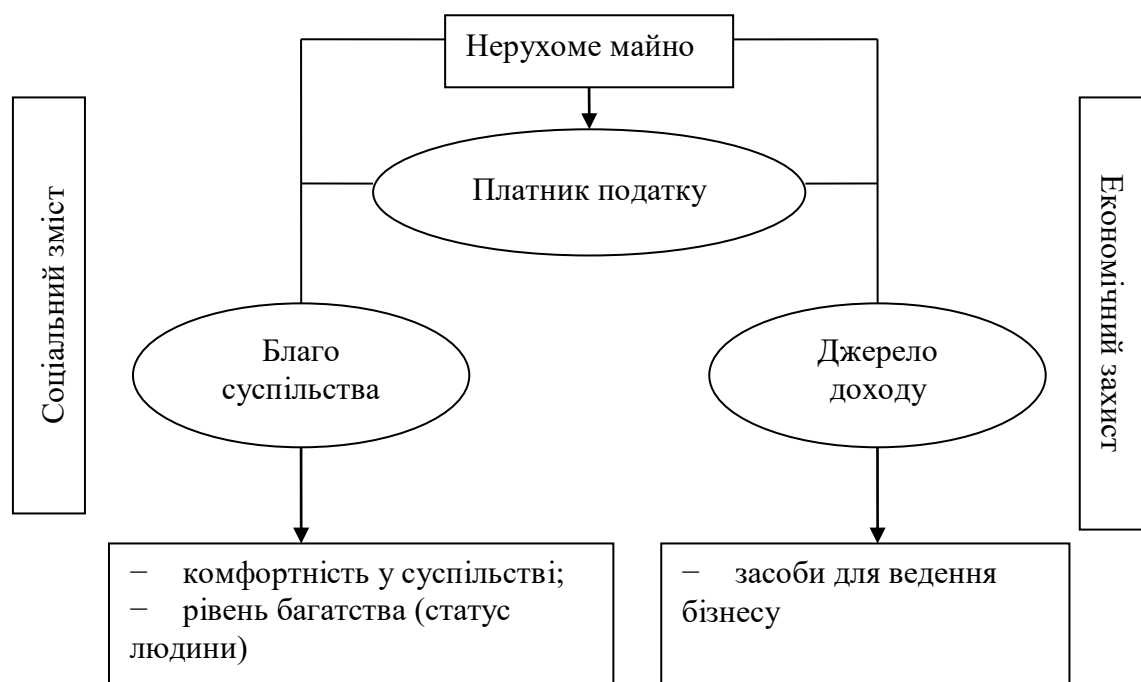 Нерухоме майно
Платник податку
Соціальний зміст
Економічний захист
Благо
суспільства
Джерело
доходу
− комфортність у суспільстві;
− рівень багатства (статус
людини)
− засоби для ведення
бізнесу